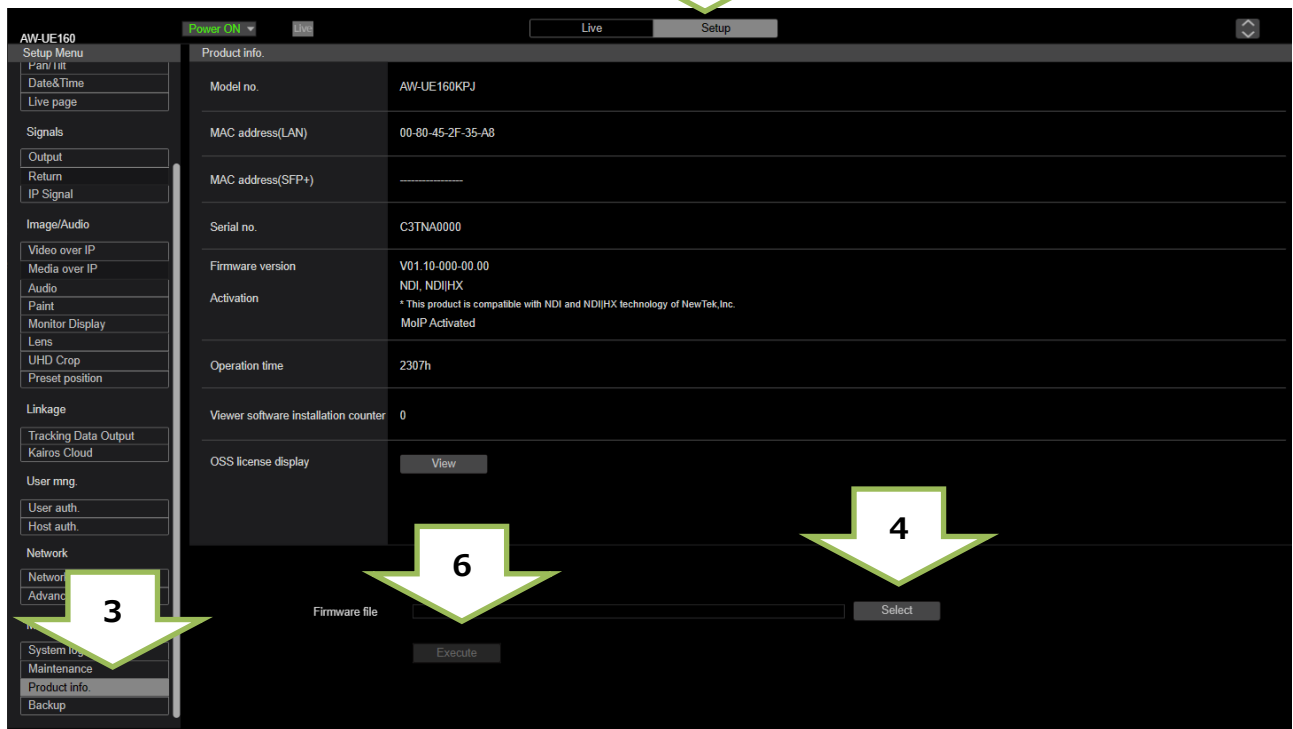 AW-UE160
Power ON
Live
Live
Setup
Setup Menu
Pan/Tilt
Date&Time
Live page
Signals
Output
Return
IP Signal
Image/Audio
Video over IP
Media over IP
Audio
Paint
Monitor Display
Lens
UHD Crop
Preset position
Linkage
Tracking Data Output
Kairos Cloud
User mng.
User auth.
Host auth.
Network
Maintenance
Product info.
Backup
3
Product info.
Model no. AW-UE160KPJ
MAC address(LAN) 00-80-45-2F-35-A8
MAC address(SFP+) -----------------
Serial no. C3TNA0000
Firmware version V01.10-000-00.00
Activation NDI, NDI|HX
* This product is compatible with NDI and NDI|HX technology of NewTek,Inc.
MoIP Activated
Operation time 2307h
Viewer software installation counter 0
OSS license display View
4
6
Firmware file Select
Execute